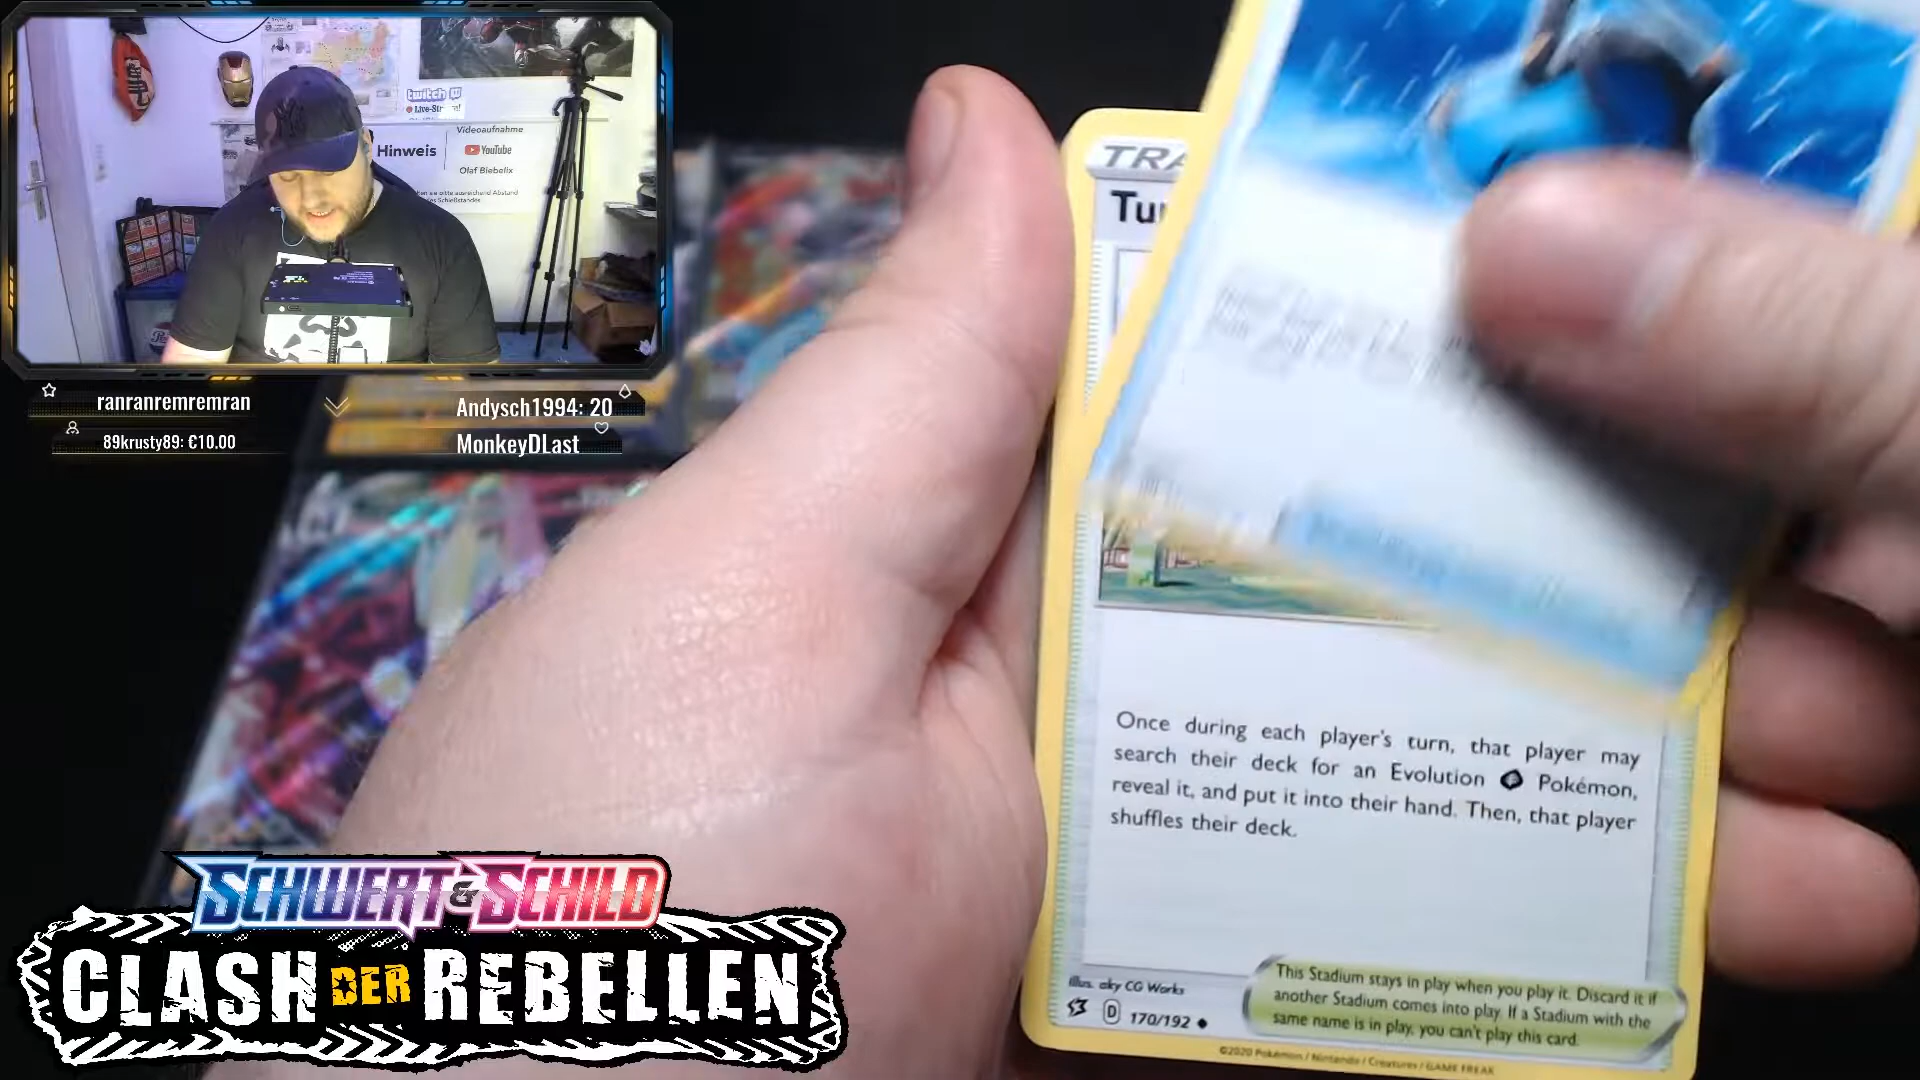 twitch
Live-St
Hinweis
Videoaufnahme
YouTube
Olaf Biebelix
ranranremremran
Andysch1994: 20
89krusty89: €10.00
MonkeyDLast
TRA
Tu
Once during each player's turn, that player may
search their deck for an Evolution Pokémon,
reveal it, and put it into their hand. Then, that player
shuffles their deck.
Illus. aky CG Works
D 170/192
This Stadium stays in play when you play it. Discard it if
another Stadium comes into play. If a Stadium with the
same name is in play, you can't play this card.
©2020 Pokémon / Nintendo / Creatures / GAME FREAK
SCHWERT & SCHILD
CLASH DER REBELLEN